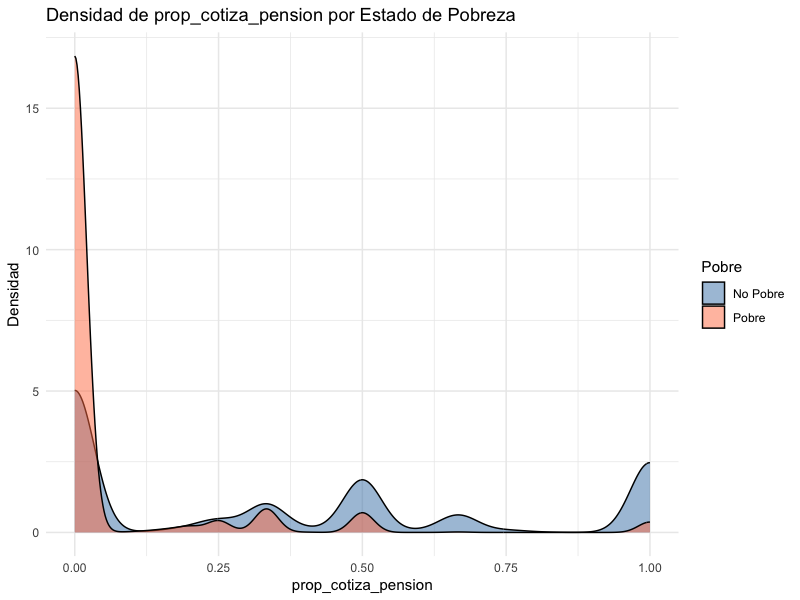 Densidad de prop_cotiza_pension por Estado de Pobreza
15
10
5
0
Densidad
0.00 0.25 0.50 0.75 1.00
prop_cotiza_pension
Pobre
No Pobre
Pobre